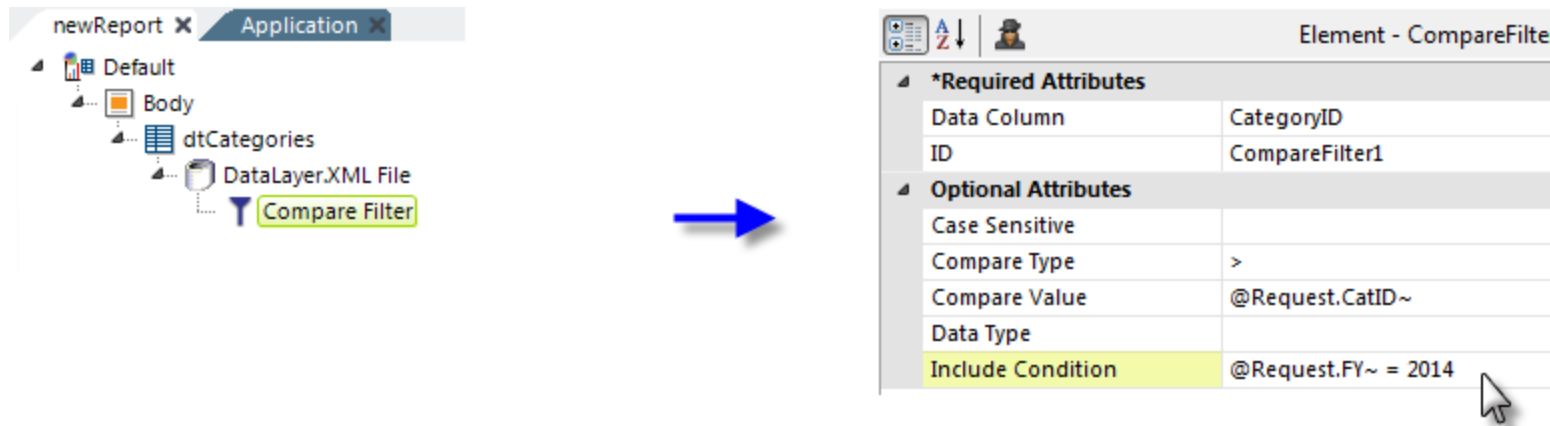 newReport
Application
Default
Body
dtCategories
DataLayer.XML File
Compare Filter
Element - CompareFilte
*Required Attributes
Data Column CategoryID
ID CompareFilter1
Optional Attributes
Case Sensitive
Compare Type >
Compare Value @Request.CatID~
Data Type
Include Condition @Request.FY~ = 2014